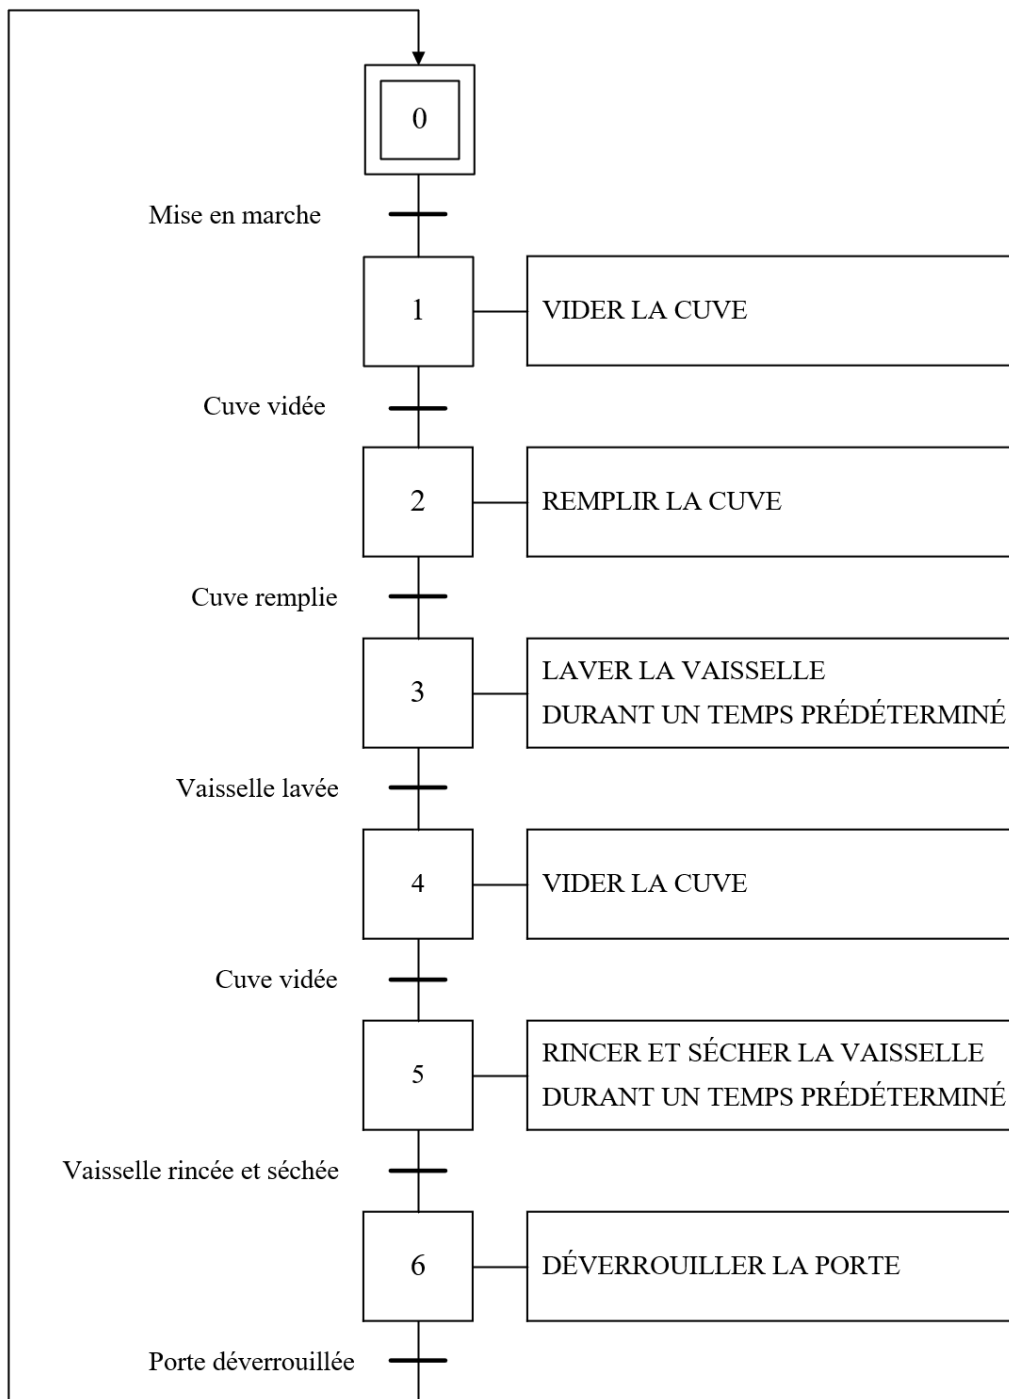 0
Mise en marche
1
VIDER LA CUVE
Cuve vidée
2
REMPLIR LA CUVE
Cuve remplie
3
LAVER LA VAISSELLE
DURANT UN TEMPS PRÉDÉTERMINÉ
Vaisselle lavée
4
VIDER LA CUVE
Cuve vidée
5
RINCER ET SÉCHER LA VAISSELLE
DURANT UN TEMPS PRÉDÉTERMINÉ
Vaisselle rincée et séchée
6
DÉVERROUILLER LA PORTE
Porte déverrouillée